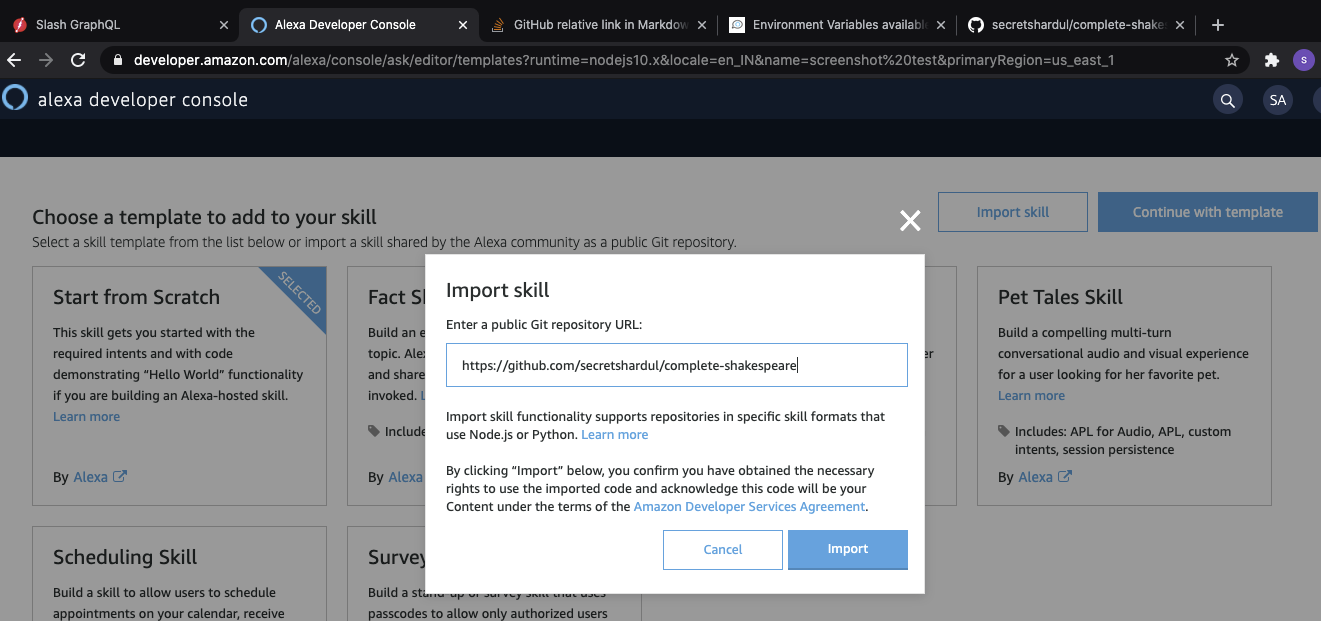 Slash GraphQL
Alexa Developer Console
GitHub relative link in Markdow
Environment Variables availabl
secretshardul/complete-shake
developer.amazon.com/alexa/console/ask/editor/templates?runtime=nodejs10.x&locale=en_IN&name=screenshot%20test&primaryRegion=us_east_1
S
alexa developer console
SA
Choose a template to add to your skill
Select a skill template from the list below or import a skill shared by the Alexa community as a public Git repository.
Import skill
Continue with template
Start from Scratch
SELECTED
This skill gets you started with the
required intents and with code
demonstrating “Hello World” functionality
if you are building an Alexa-hosted skill.
Learn more
By Alexa
Fact S
Build an e
topic. Alex
and share
invoked. L
Include
By Alexa
Import skill
Enter a public Git repository URL:
https://github.com/secretshardul/complete-shakespeare
Import skill functionality supports repositories in specific skill formats that
use Node.js or Python. Learn more
By clicking “Import” below, you confirm you have obtained the necessary
rights to use the imported code and acknowledge this code will be your
Content under the terms of the Amazon Developer Services Agreement.
Cancel
Import
er
Pet Tales Skill
Build a compelling multi-turn
conversational audio and visual experience
for a user looking for her favorite pet.
Learn more
Includes: APL for Audio, APL, custom
intents, session persistence
By Alexa
Scheduling Skill
Build a skill to allow users to schedule
appointments on your calendar, receive
Survey
Build a stand-up or survey skill that uses
passcodes to allow only authorized users